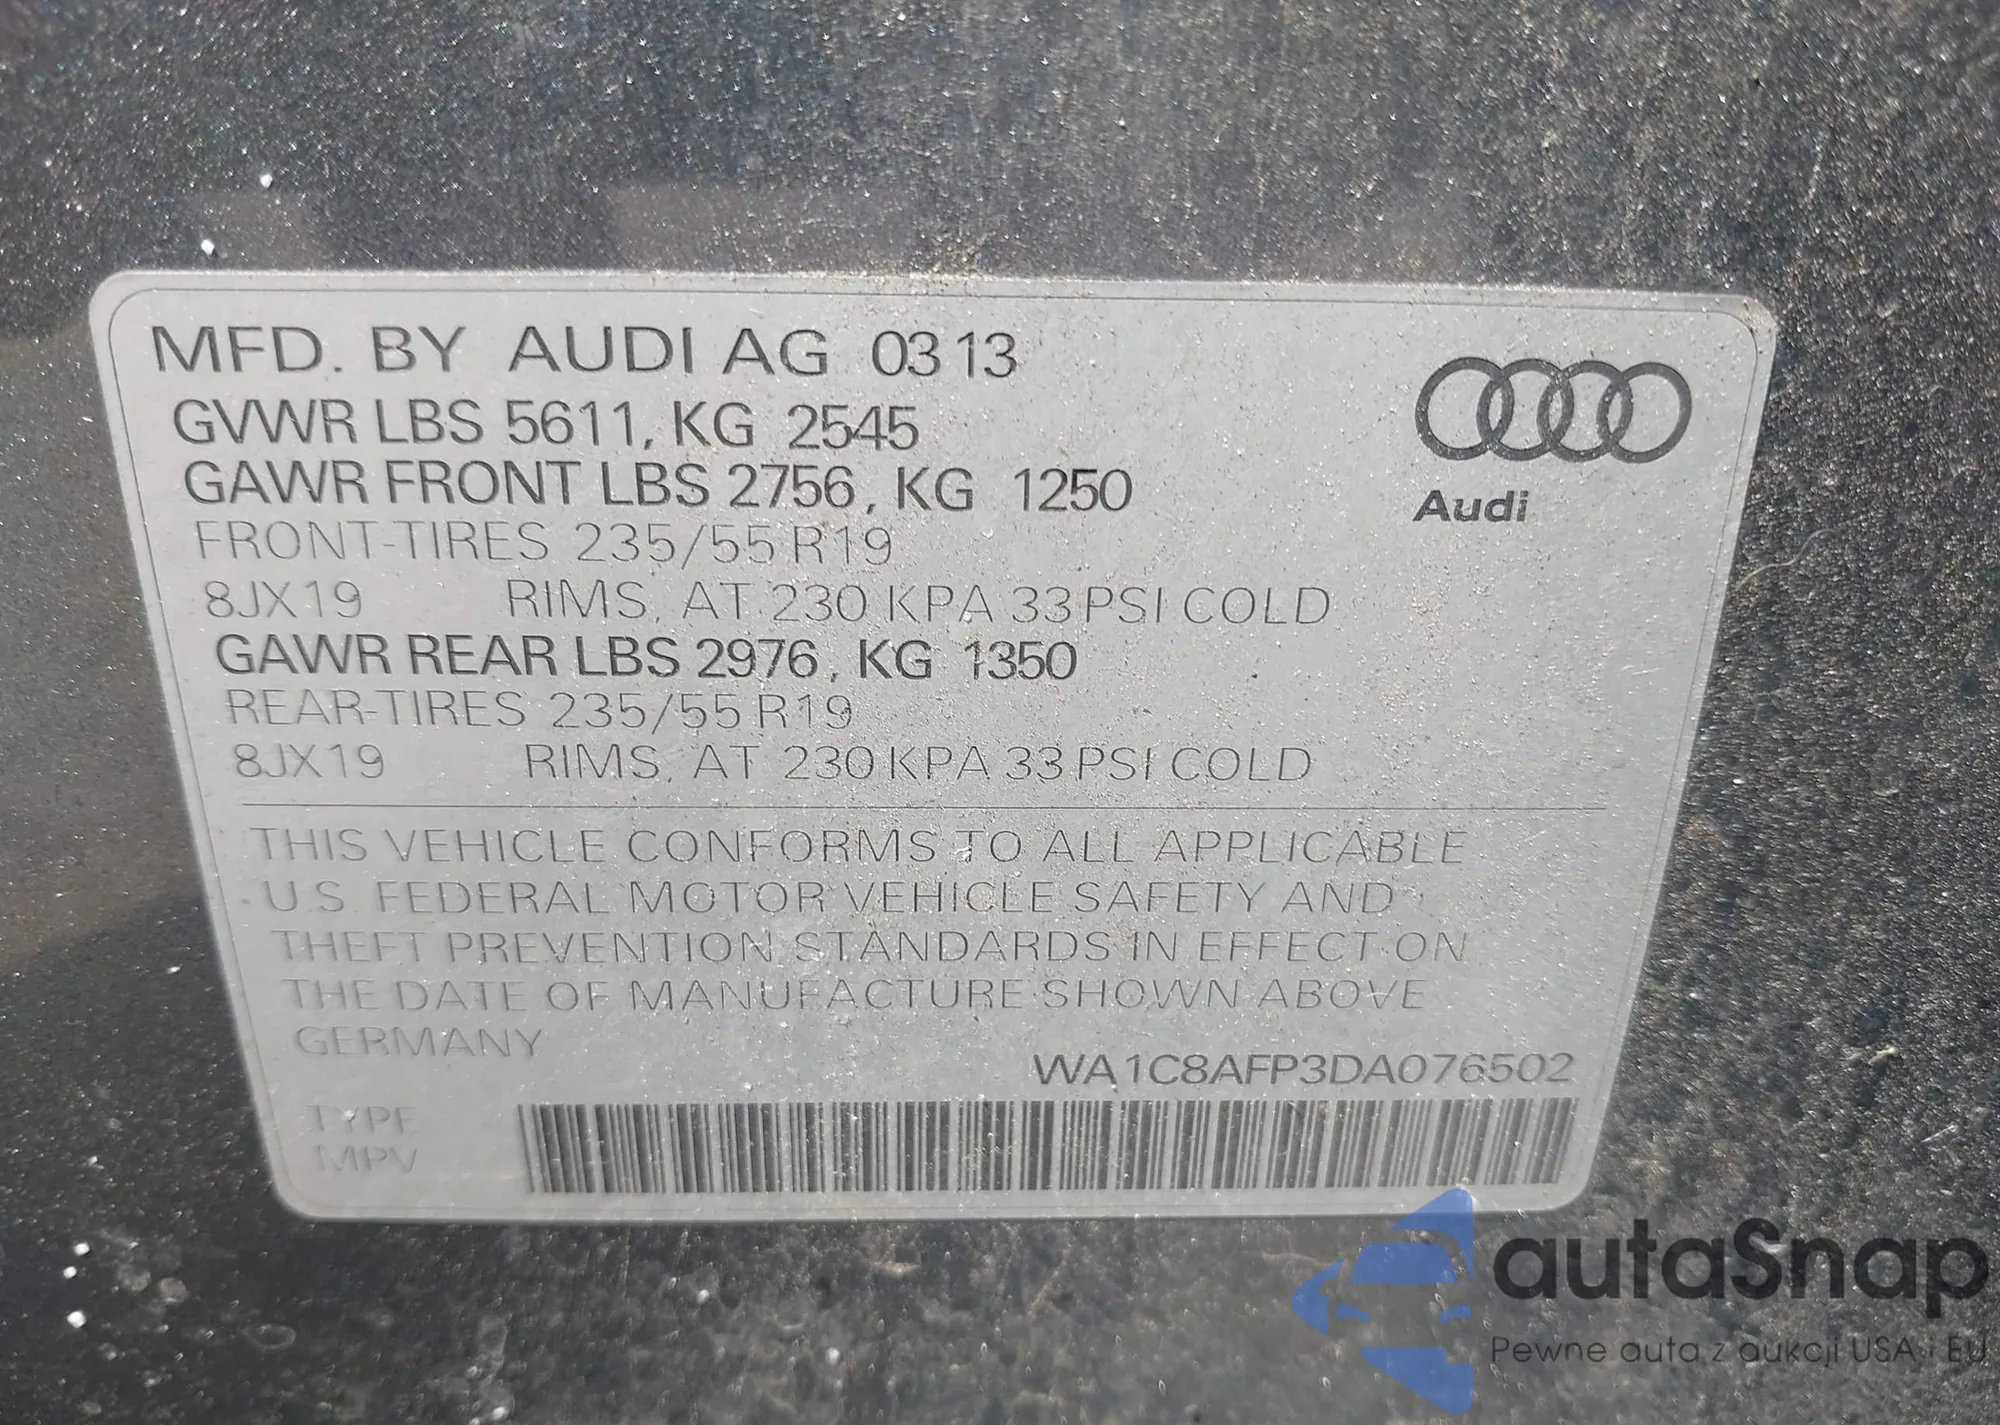 MFD. BY AUDI AG 03 13
GVWR LBS 5611, KG 2545
GAWR FRONT LBS 2756, KG 1250
FRONT-TIRES 235/55 R19
8JX19 RIMS, AT 230 KPA 33 PSI COLD
GAWR REAR LBS 2976, KG 1350
REAR-TIRES 235/55 R19
8JX19 RIMS, AT 230 KPA 33 PSI COLD
Audi
THIS VEHICLE CONFORMS TO ALL APPLICABLE
U.S. FEDERAL MOTOR VEHICLE SAFETY AND
THEFT PREVENTION STANDARDS IN EFFECT ON
THE DATE OF MANUFACTURE SHOWN ABOVE
GERMANY
WA1C8AFP3DA076502
TYPE
MPV
autaSnap
Pewne auta z aukcji USA i EU